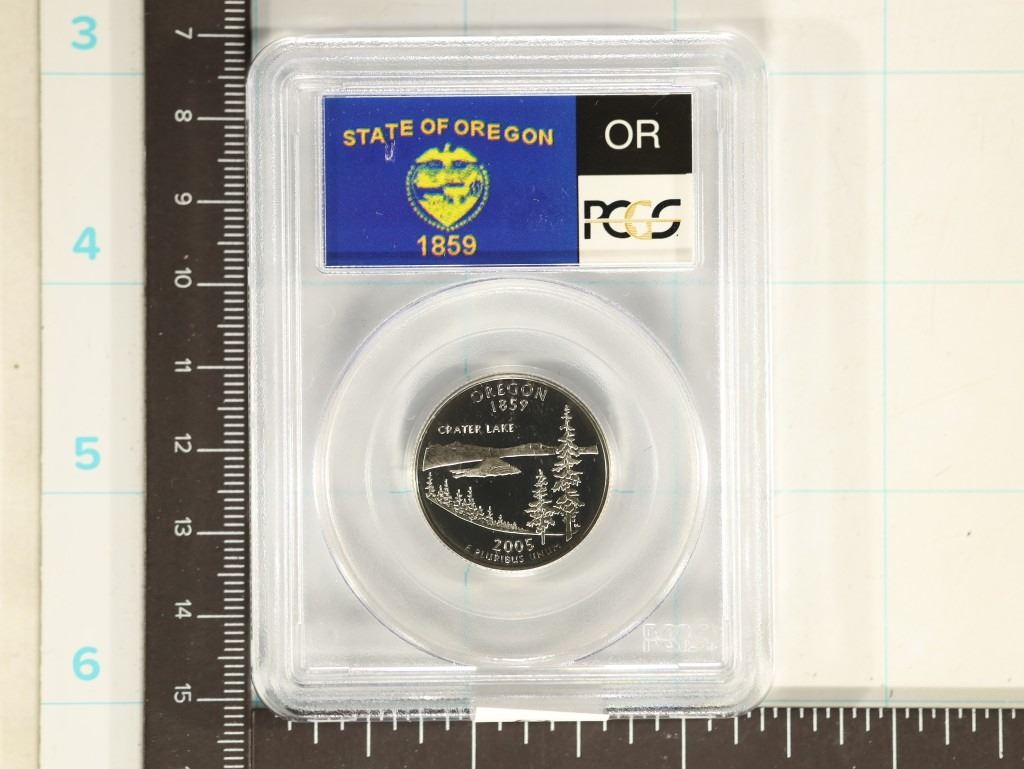 3
4
5
6
7
8
9
10
11
12
13
14
15
STATE OF OREGON
1859
OR
PCGS
OREGON
1859
CRATER LAKE
2005
E PLURIBUS UNUM
PCGS